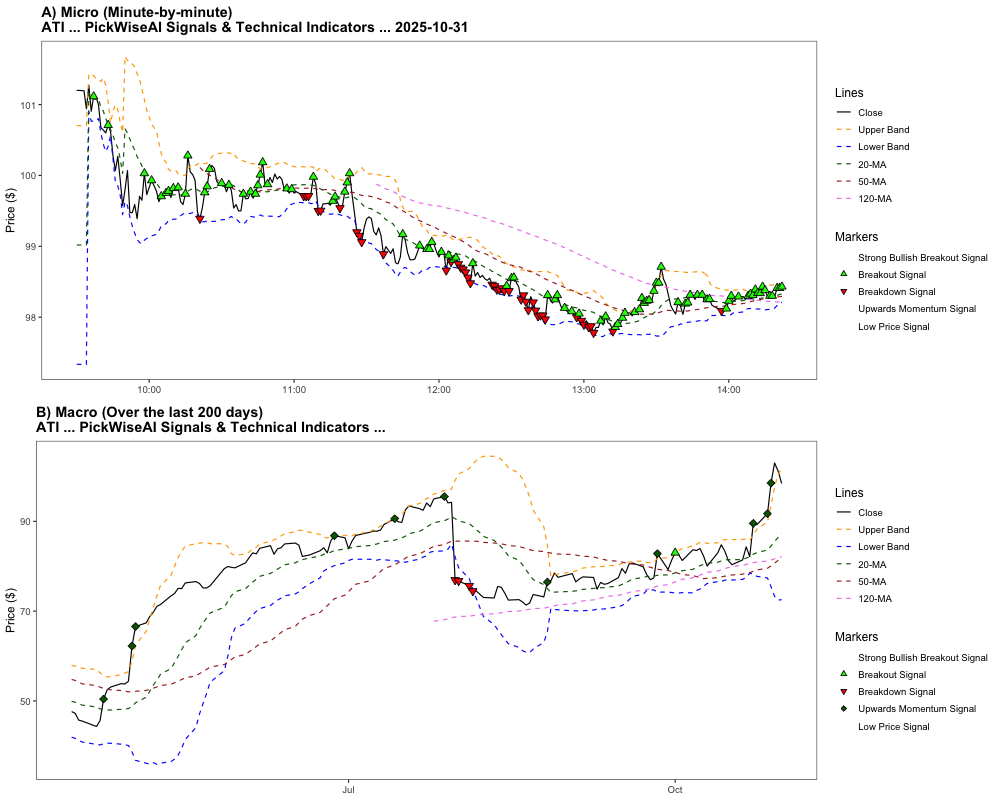 A) Micro (Minute-by-minute)
ATI ... PickWiseAI Signals & Technical Indicators ... 2025-10-31
Price ($)
101
100
99
98
10:00
11:00
12:00
13:00
14:00
Lines
Close
Upper Band
Lower Band
20-MA
50-MA
120-MA
Markers
Strong Bullish Breakout Signal
Breakout Signal
Breakdown Signal
Upwards Momentum Signal
Low Price Signal
B) Macro (Over the last 200 days)
ATI ... PickWiseAI Signals & Technical Indicators ...
Price ($)
90
70
50
Jul
Oct
Lines
Close
Upper Band
Lower Band
20-MA
50-MA
120-MA
Markers
Strong Bullish Breakout Signal
Breakout Signal
Breakdown Signal
Upwards Momentum Signal
Low Price Signal